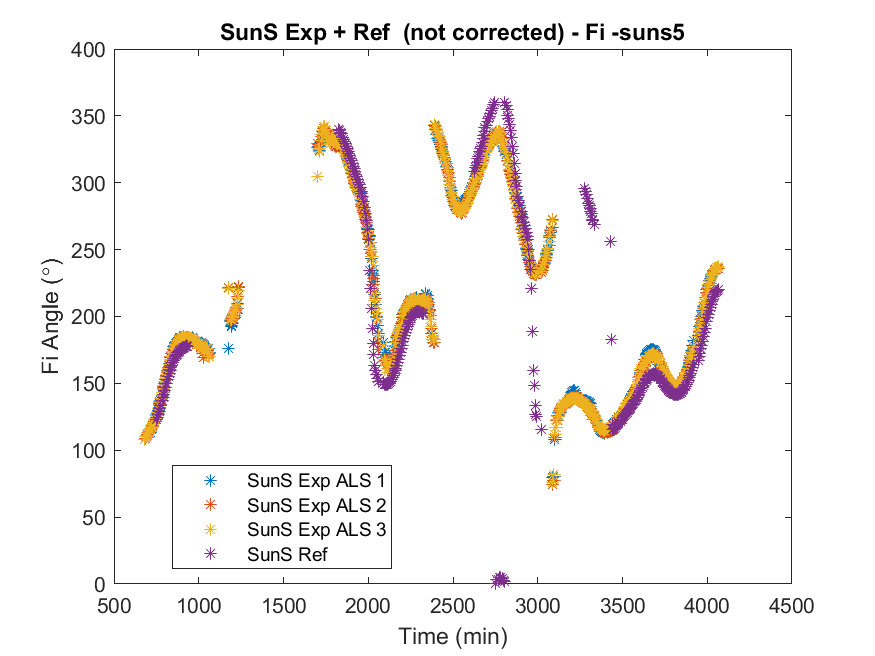 SunS Exp + Ref  (not corrected) - Fi -suns5
400
350
300
250
200
150
100
50
0
Fi Angle (°)
SunS Exp ALS 1
SunS Exp ALS 2
SunS Exp ALS 3
SunS Ref
500 1000 1500 2000 2500 3000 3500 4000 4500
Time (min)